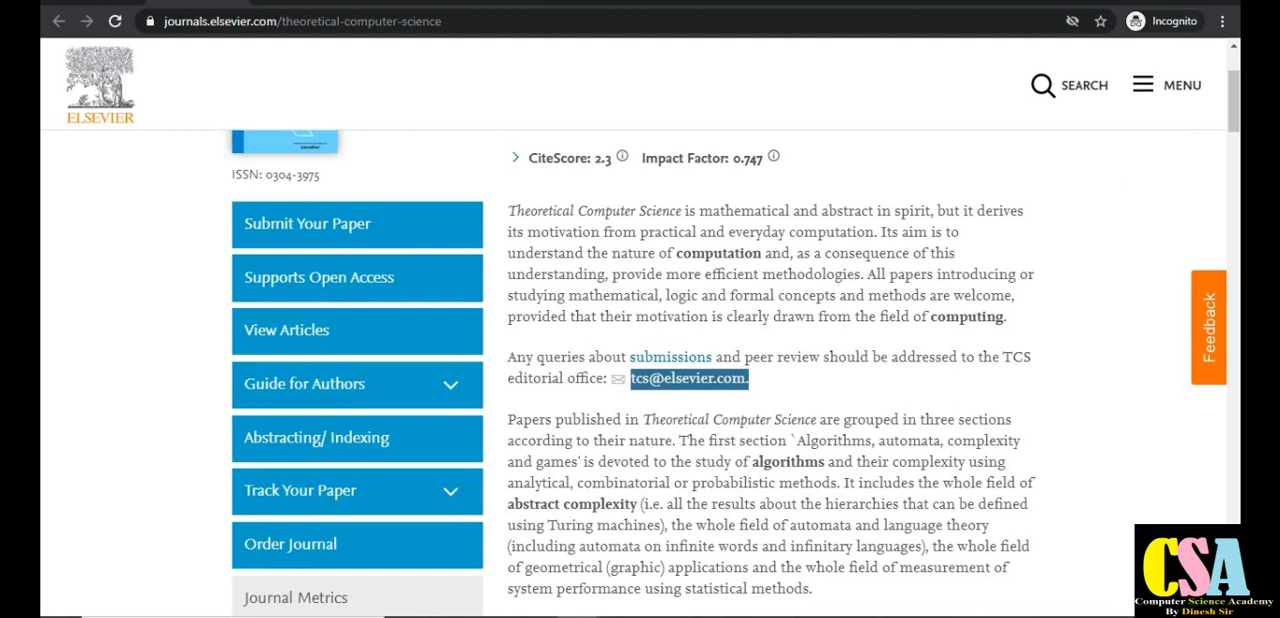 journals.elsevier.com/theoretical-computer-science
Incognito
ELSEVIER
SEARCH
MENU
ISSN: 0304-3975
CiteScore: 2.3
Impact Factor: 0.747
Submit Your Paper
Supports Open Access
View Articles
Guide for Authors
Abstracting/ Indexing
Track Your Paper
Order Journal
Journal Metrics
Theoretical Computer Science is mathematical and abstract in spirit, but it derives
its motivation from practical and everyday computation. Its aim is to
understand the nature of computation and, as a consequence of this
understanding, provide more efficient methodologies. All papers introducing or
studying mathematical, logic and formal concepts and methods are welcome,
provided that their motivation is clearly drawn from the field of computing.
Any queries about submissions and peer review should be addressed to the TCS
editorial office: tcs@elsevier.com.
Papers published in Theoretical Computer Science are grouped in three sections
according to their nature. The first section `Algorithms, automata, complexity
and games' is devoted to the study of algorithms and their complexity using
analytical, combinatorial or probabilistic methods. It includes the whole field of
abstract complexity (i.e. all the results about the hierarchies that can be defined
using Turing machines), the whole field of automata and language theory
(including automata on infinite words and infinitary languages), the whole field
of geometrical (graphic) applications and the whole field of measurement of
system performance using statistical methods.
Feedback
CSA
Computer Science Academy
By Dinesh Sir